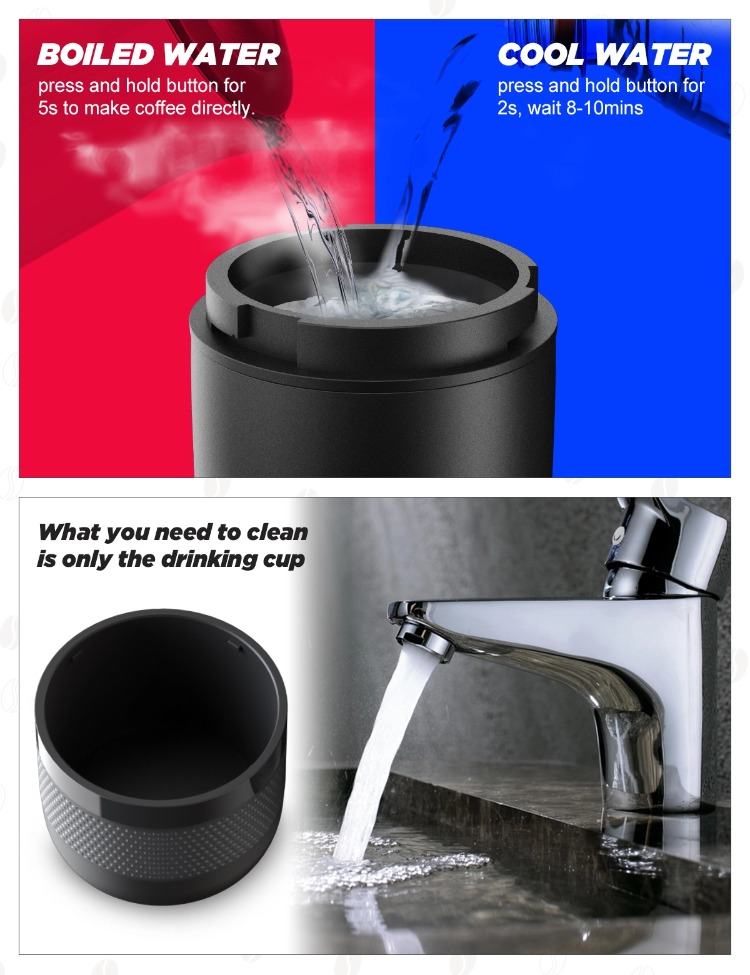 BOILED WATER
press and hold button for
5s to make coffee directly.
COOL WATER
press and hold button for
2s, wait 8-10mins
What you need to clean
is only the drinking cup